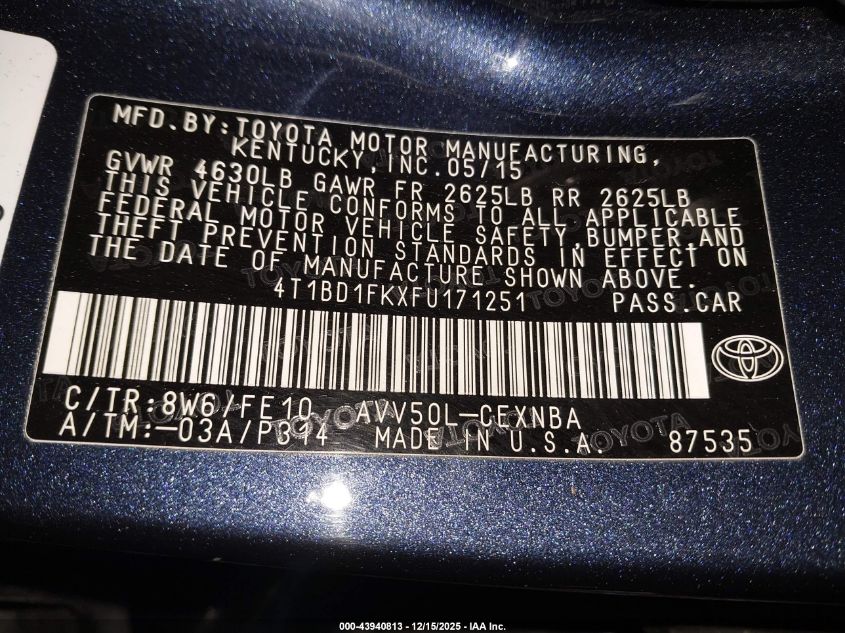 MFD.BY:TOYOTA MOTOR MANUFACTURING,
KENTUCKY,INC.05/15
GVWR 4630LB GAWR FR 2625LB RR 2625LB
THIS VEHICLE CONFORMS TO ALL APPLICABLE
FEDERAL MOTOR VEHICLE SAFETY,BUMPER,AND
THEFT PREVENTION STANDARDS IN EFFECT ON
THE DATE OF MANUFACTURE SHOWN ABOVE.
4T1BD1FKXFU171251 PASS.CAR
C/TR:8W6/FE10 AVV50L-CEXNBA
A/TM:-03A/P314 MADE IN U.S.A. 87535
000-43940813 - 12/15/2025 - IAA Inc.